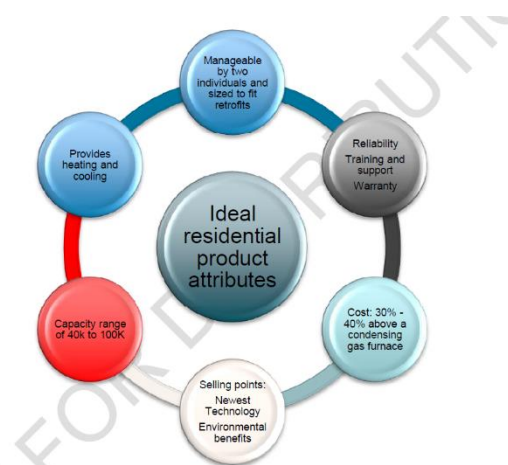 Manageable
by two
individuals and
sized to fit
retrofits
Reliability
Training and
support
Warranty
Cost: 30% -
40% above a
condensing
gas furnace
Selling points:
Newest
Technology
Environmental
benefits
Capacity range
of 40k to 100K
Provides
heating and
cooling
Ideal
residential
product
attributes
FOR D
RIBUTIO